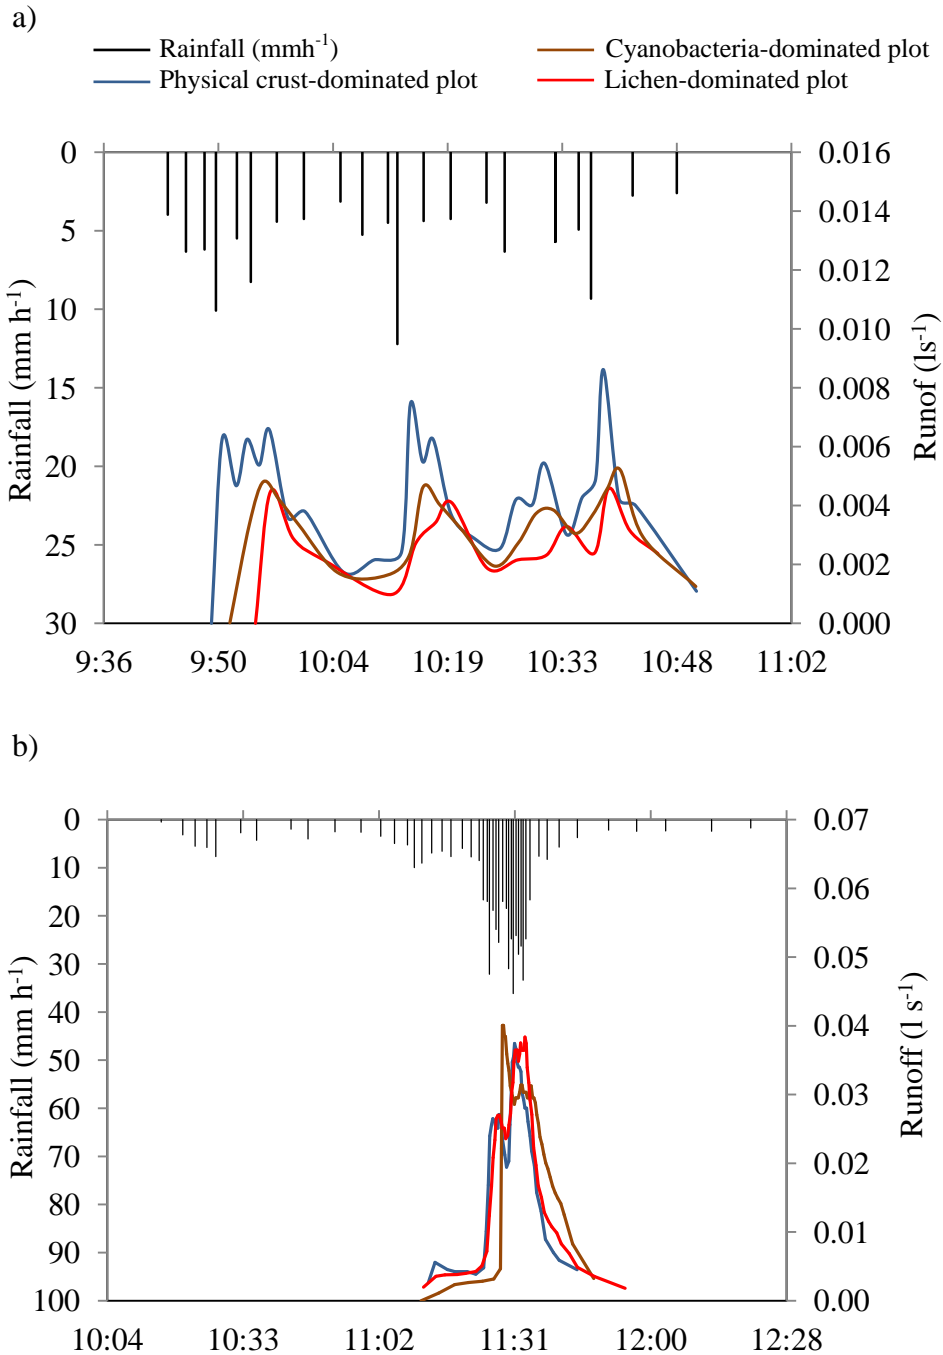 a)
Rainfall (mmh-1) Cyanobacteria-dominated plot
Physical crust-dominated plot Lichen-dominated plot
0 0.016
5 0.014
0.012
10 0.010
15 0.008
20 0.006
0.004
25 0.002
30 0.000
Rainfall (mm h-1)
Runof (ls-1)
9:36 9:50 10:04 10:19 10:33 10:48 11:02
b)
0 0.07
10 0.06
20 0.05
30
40 0.04
50 0.03
60
70 0.02
80 0.01
90
100 0.00
Rainfall (mm h-1)
Runoff (l s-1)
10:04 10:33 11:02 11:31 12:00 12:28